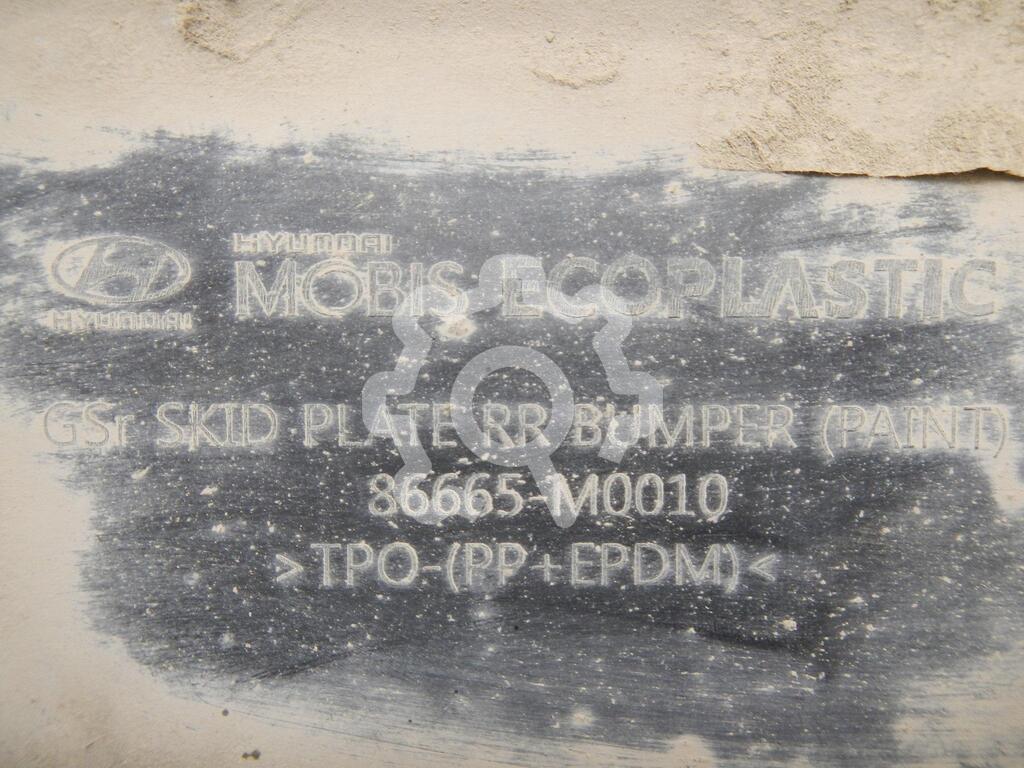 HYUNDAI
HYUNDAI
MOBIS ECOPLASTIC
GSr SKID PLATE RR BUMPER (PAINT)
86665-M0010
>TPO-(PP+EPDM)<